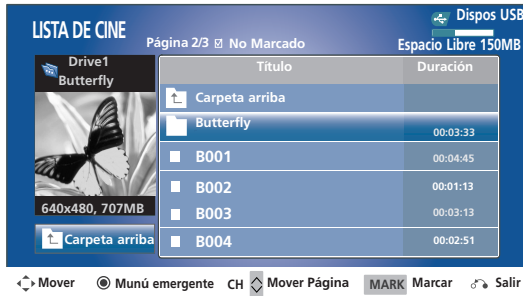 LISTA DE CINE
Página 2/3 ☑ No Marcado
Dispos USB
Espacio Libre 150MB
Drive1
Butterfly
640x480, 707MB
Carpeta arriba
Título Duración
Carpeta arriba
Butterfly 00:03:33
B001 00:04:45
B002 00:01:13
B003 00:03:13
B004 00:02:51
Mover Munú emergente CH Mover Página MARK Marcar Salir